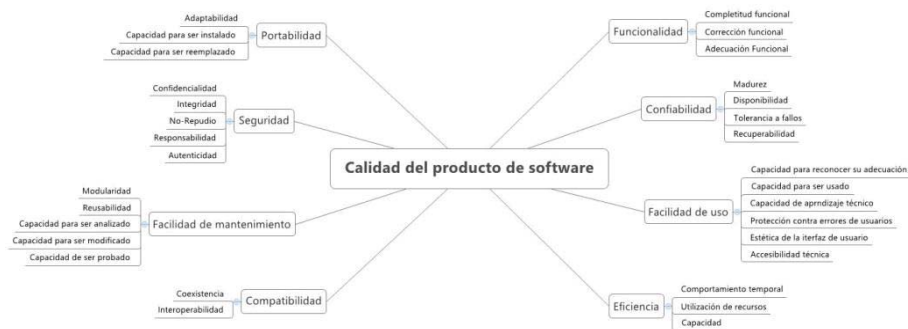 Calidad del producto de software
Funcionalidad
Completitud funcional
Corrección funcional
Adecuación Funcional
Confiabilidad
Madurez
Disponibilidad
Tolerancia a fallos
Recuperabilidad
Facilidad de uso
Capacidad para reconocer su adecuación
Capacidad para ser usado
Capacidad de aprndizaje técnico
Protección contra errores de usuarios
Estética de la iterfaz de usuario
Accesibilidad técnica
Eficiencia
Comportamiento temporal
Utilización de recursos
Capacidad
Portabilidad
Adaptabilidad
Capacidad para ser instalado
Capacidad para ser reemplazado
Seguridad
Confidencialidad
Integridad
No-Repudio
Responsabilidad
Autenticidad
Facilidad de mantenimiento
Modularidad
Reusabilidad
Capacidad para ser analizado
Capacidad para ser modificado
Capacidad de ser probado
Compatibilidad
Coexistencia
Interoperabilidad